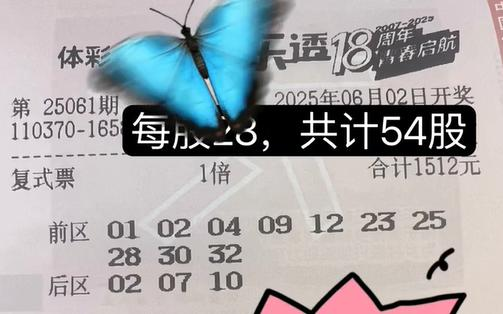 体彩 乐透 18周年 2007-2025 青春启航
第 25061期 2025年06月02日开奖
110370-1658
每股28，共计54股
复式票 1倍 合计1512元
前区 01 02 04 09 12 23 25
28 30 32
后区 02 07 10